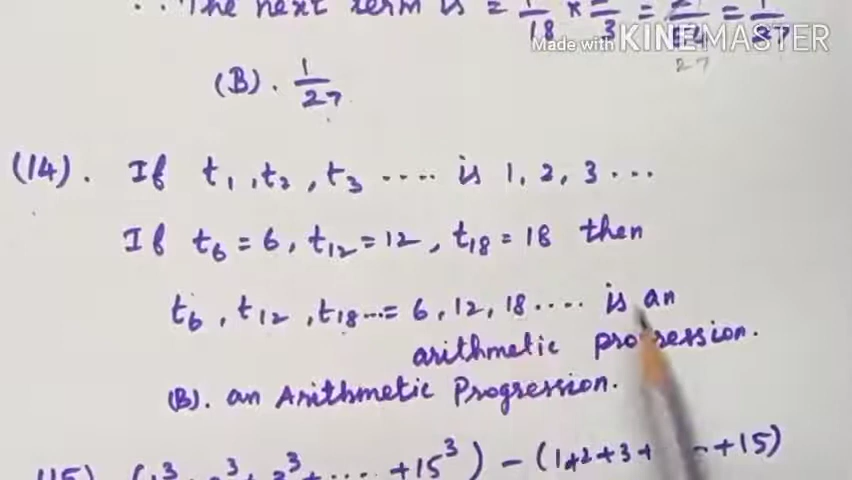 ∴ The next term is = 1/18 × 2/3 = 2/54 = 1/27
27
Made with KINEMASTER
(B). 1/27
(14). If t₁, t₂, t₃ .... is 1, 2, 3 ...
If t₆ = 6, t₁₂ = 12, t₁₈ = 18 then
t₆, t₁₂, t₁₈... = 6, 12, 18 .... is an
arithmetic progression.
(B). an Arithmetic Progression.
+ 15³) − (1+2+3+ +15)